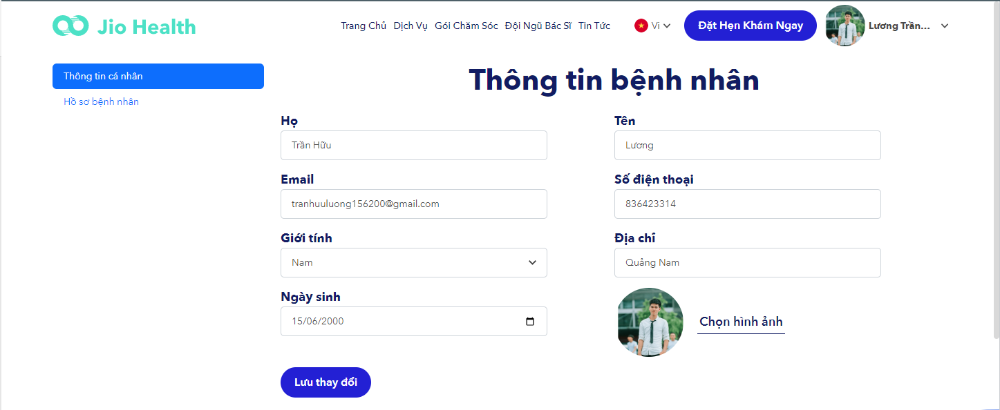 Jio Health
Trang Chủ Dịch Vụ Gói Chăm Sóc Đội Ngũ Bác Sĩ Tin Tức Vi Đặt Hẹn Khám Ngay Lương Trần...
Thông tin cá nhân
Hồ sơ bệnh nhân
Thông tin bệnh nhân
Họ
Trần Hữu
Tên
Lương
Email
tranhuuluong156200@gmail.com
Số điện thoại
836423314
Giới tính
Nam
Địa chỉ
Quảng Nam
Ngày sinh
15/06/2000
Chọn hình ảnh
Lưu thay đổi